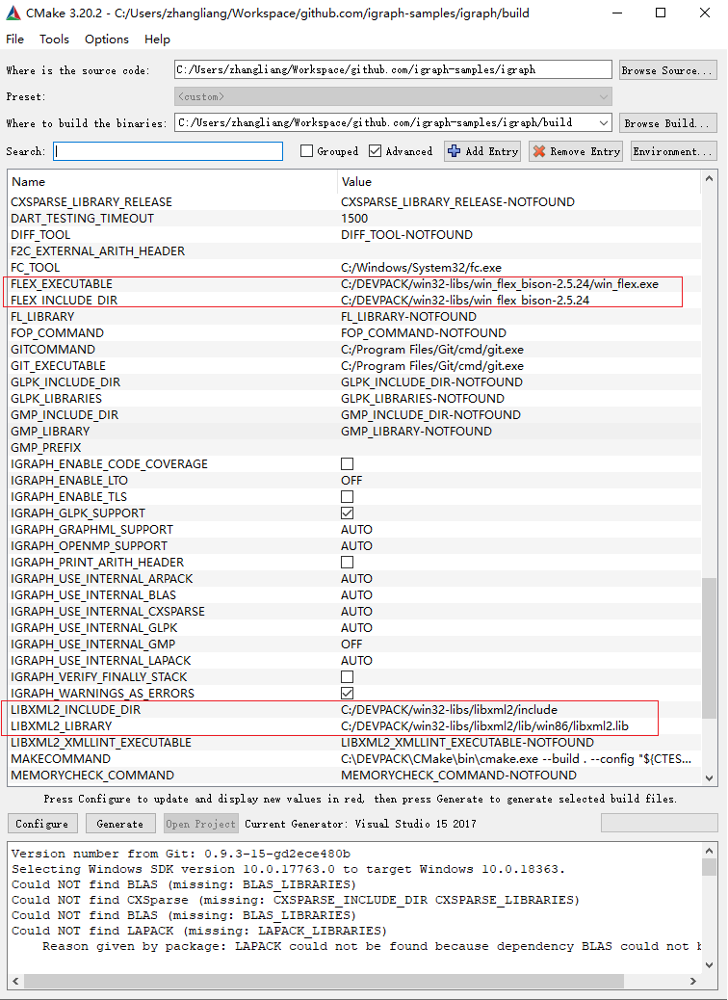 CMake 3.20.2 - C:/Users/zhangliang/Workspace/github.com/igraph-samples/igraph/build
File Tools Options Help
Where is the source code: C:/Users/zhangliang/Workspace/github.com/igraph-samples/igraph Browse Source...
Preset: <custom>
Where to build the binaries: C:/Users/zhangliang/Workspace/github.com/igraph-samples/igraph/build Browse Build...
Search: Grouped Advanced Add Entry Remove Entry Environment...
Name Value
CXSPARSE_LIBRARY_RELEASE CXSPARSE_LIBRARY_RELEASE-NOTFOUND
DART_TESTING_TIMEOUT 1500
DIFF_TOOL DIFF_TOOL-NOTFOUND
F2C_EXTERNAL_ARITH_HEADER
FC_TOOL C:/Windows/System32/fc.exe
FLEX_EXECUTABLE C:/DEVPACK/win32-libs/win_flex_bison-2.5.24/win_flex.exe
FLEX_INCLUDE_DIR C:/DEVPACK/win32-libs/win_flex_bison-2.5.24
FL_LIBRARY FL_LIBRARY-NOTFOUND
FOP_COMMAND FOP_COMMAND-NOTFOUND
GITCOMMAND C:/Program Files/Git/cmd/git.exe
GIT_EXECUTABLE C:/Program Files/Git/cmd/git.exe
GLPK_INCLUDE_DIR GLPK_INCLUDE_DIR-NOTFOUND
GLPK_LIBRARIES GLPK_LIBRARIES-NOTFOUND
GMP_INCLUDE_DIR GMP_INCLUDE_DIR-NOTFOUND
GMP_LIBRARY GMP_LIBRARY-NOTFOUND
GMP_PREFIX
IGRAPH_ENABLE_CODE_COVERAGE
IGRAPH_ENABLE_LTO OFF
IGRAPH_ENABLE_TLS
IGRAPH_GLPK_SUPPORT
IGRAPH_GRAPHML_SUPPORT AUTO
IGRAPH_OPENMP_SUPPORT AUTO
IGRAPH_PRINT_ARITH_HEADER
IGRAPH_USE_INTERNAL_ARPACK AUTO
IGRAPH_USE_INTERNAL_BLAS AUTO
IGRAPH_USE_INTERNAL_CXSPARSE AUTO
IGRAPH_USE_INTERNAL_GLPK AUTO
IGRAPH_USE_INTERNAL_GMP OFF
IGRAPH_USE_INTERNAL_LAPACK AUTO
IGRAPH_VERIFY_FINALLY_STACK
IGRAPH_WARNINGS_AS_ERRORS
LIBXML2_INCLUDE_DIR C:/DEVPACK/win32-libs/libxml2/include
LIBXML2_LIBRARY C:/DEVPACK/win32-libs/libxml2/lib/win86/libxml2.lib
LIBXML2_XMLLINT_EXECUTABLE LIBXML2_XMLLINT_EXECUTABLE-NOTFOUND
MAKECOMMAND C:\DEVPACK\CMake\bin\cmake.exe --build . --config "${CTES...
MEMORYCHECK_COMMAND MEMORYCHECK_COMMAND-NOTFOUND
Press Configure to update and display new values in red, then press Generate to generate selected build files.
Configure Generate Open Project Current Generator: Visual Studio 15 2017
Version number from Git: 0.9.3-15-gd2ece480b
Selecting Windows SDK version 10.0.17763.0 to target Windows 10.0.18363.
Could NOT find BLAS (missing: BLAS_LIBRARIES)
Could NOT find CXSparse (missing: CXSPARSE_INCLUDE_DIR CXSPARSE_LIBRARIES)
Could NOT find BLAS (missing: BLAS_LIBRARIES)
Could NOT find LAPACK (missing: LAPACK_LIBRARIES)
Reason given by package: LAPACK could not be found because dependency BLAS could not b